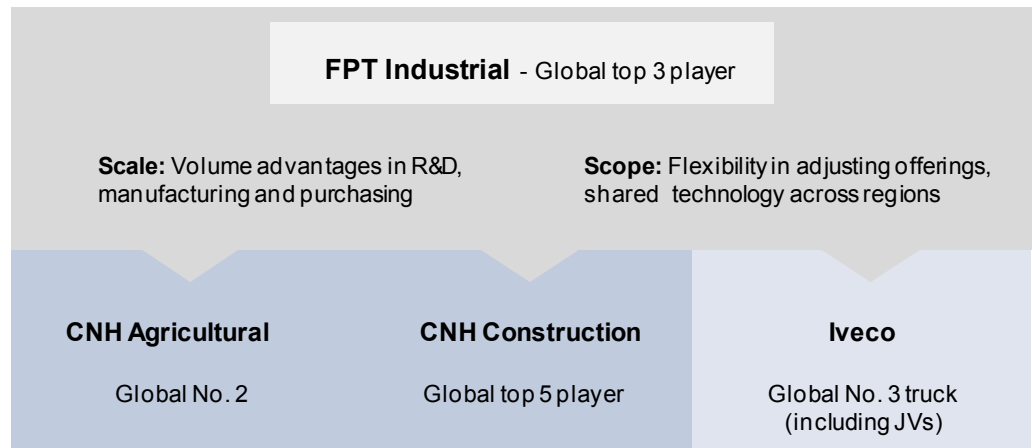 FPT Industrial - Global top 3 player
Scale: Volume advantages in R&D,
manufacturing and purchasing
Scope: Flexibility in adjusting offerings,
shared technology across regions
CNH Agricultural
Global No. 2
CNH Construction
Global top 5 player
Iveco
Global No. 3 truck
(including JVs)